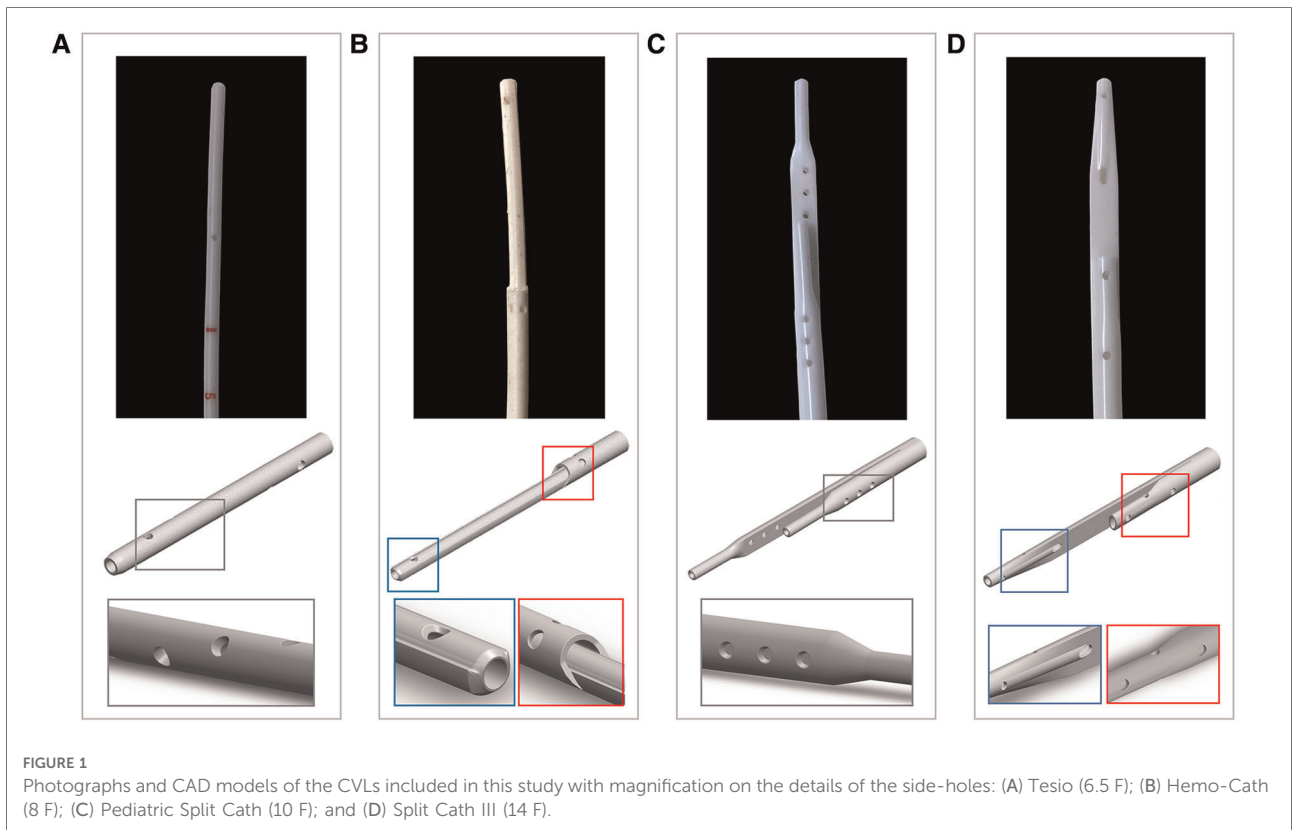 A
B
C
D
5
FIGURE 1
Photographs and CAD models of the CVLs included in this study with magnification on the details of the side-holes: (A) Tesio (6.5 F); (B) Hemo-Cath
(8 F); (C) Pediatric Split Cath (10 F); and (D) Split Cath III (14 F).